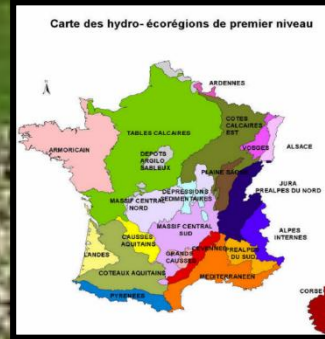 Carte des hydro- écorégions de premier niveau
ARDENNES
COTES
CALCAIRES
EST
TABLES CALCAIRES
VOSGES
ALSACE
ARMORICAIN
DEPOTS
ARGILO
SABLEUX
PLAINE SAONE
JURA
PREALPES DU NORD
DEPRESSIONS
SEDIMENTAIRES
MASSIF CENTRAL
NORD
MASSIF CENTRAL
SUD
ALPES
INTERNES
CAUSSES
AQUITAINS
LANDES
GRANDS
CAUSSES
CEVENNES
PREALPES
DU SUD
COTEAUX AQUITAINS
MEDITERRANEEN
CORSE
PYRENEES